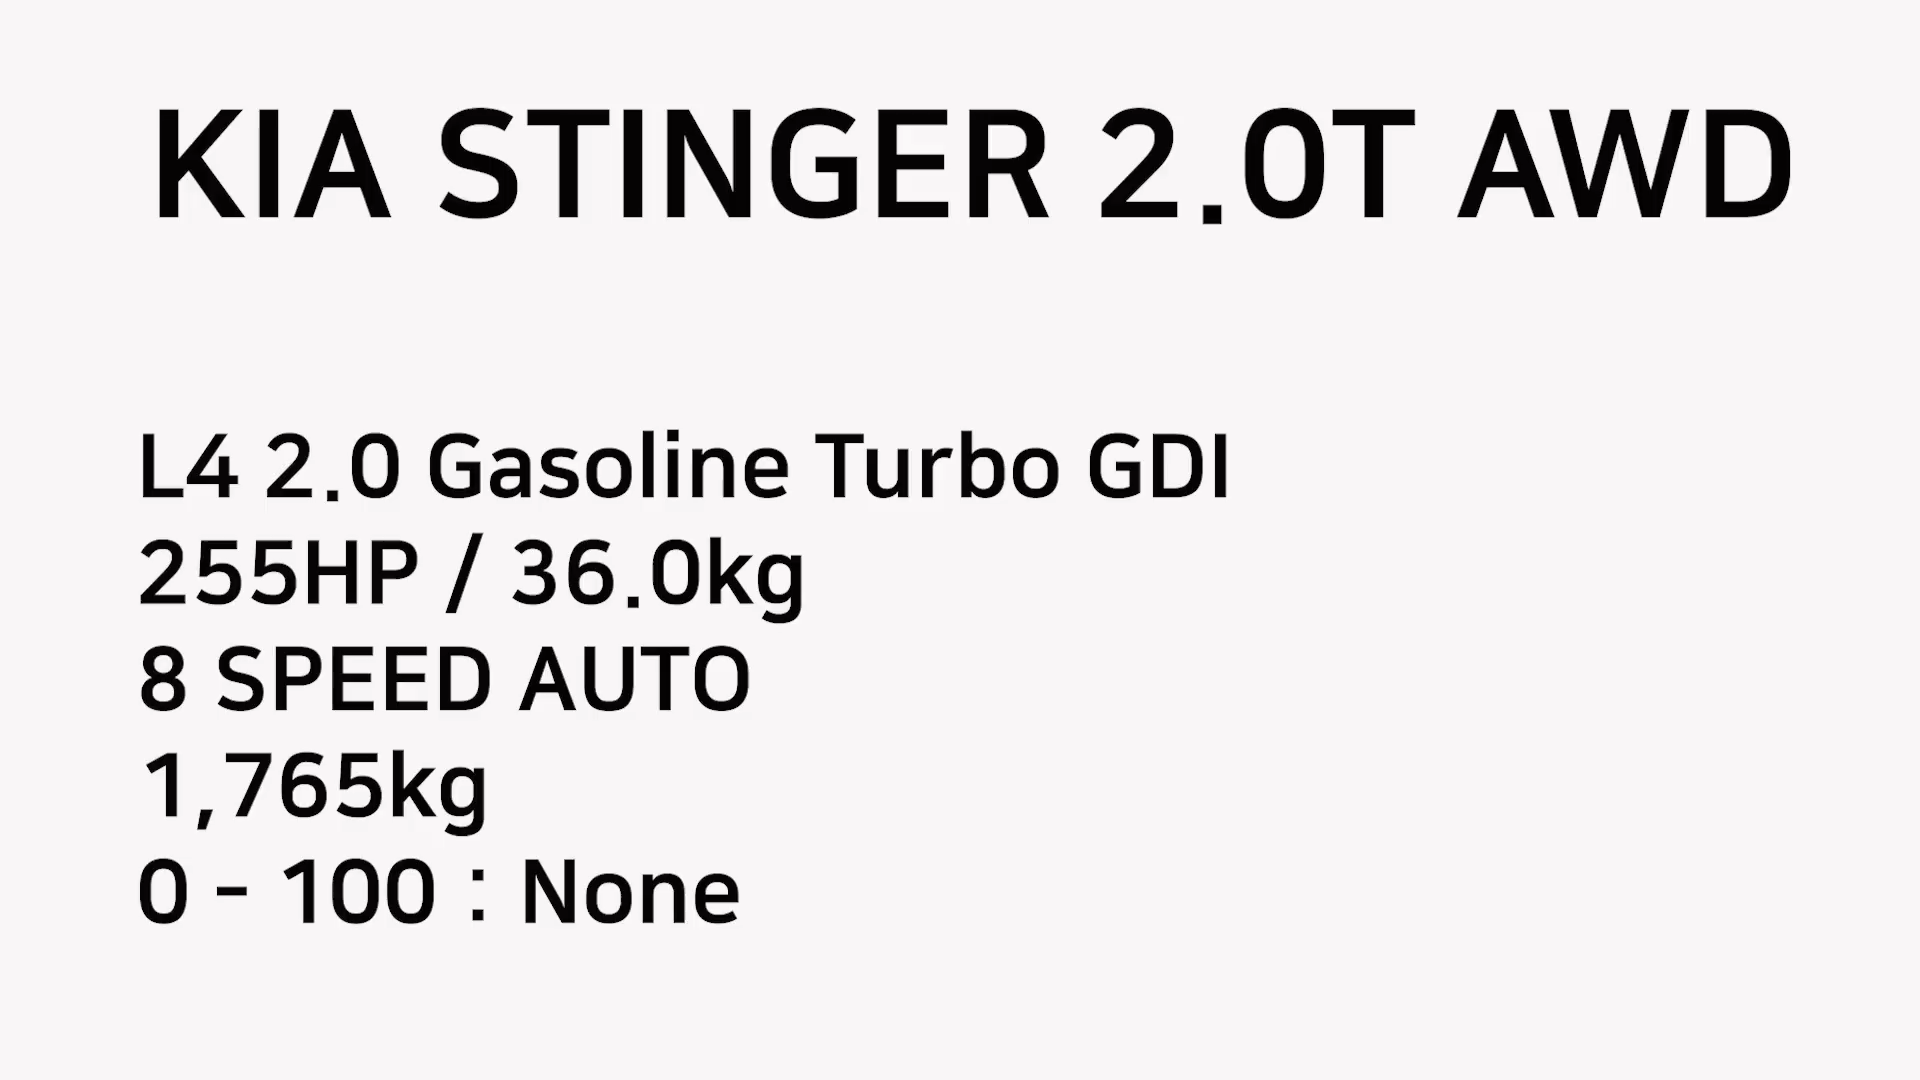 KIA STINGER 2.0T AWD
L4 2.0 Gasoline Turbo GDI
255HP / 36.0kg
8 SPEED AUTO
1,765kg
0 - 100 : None